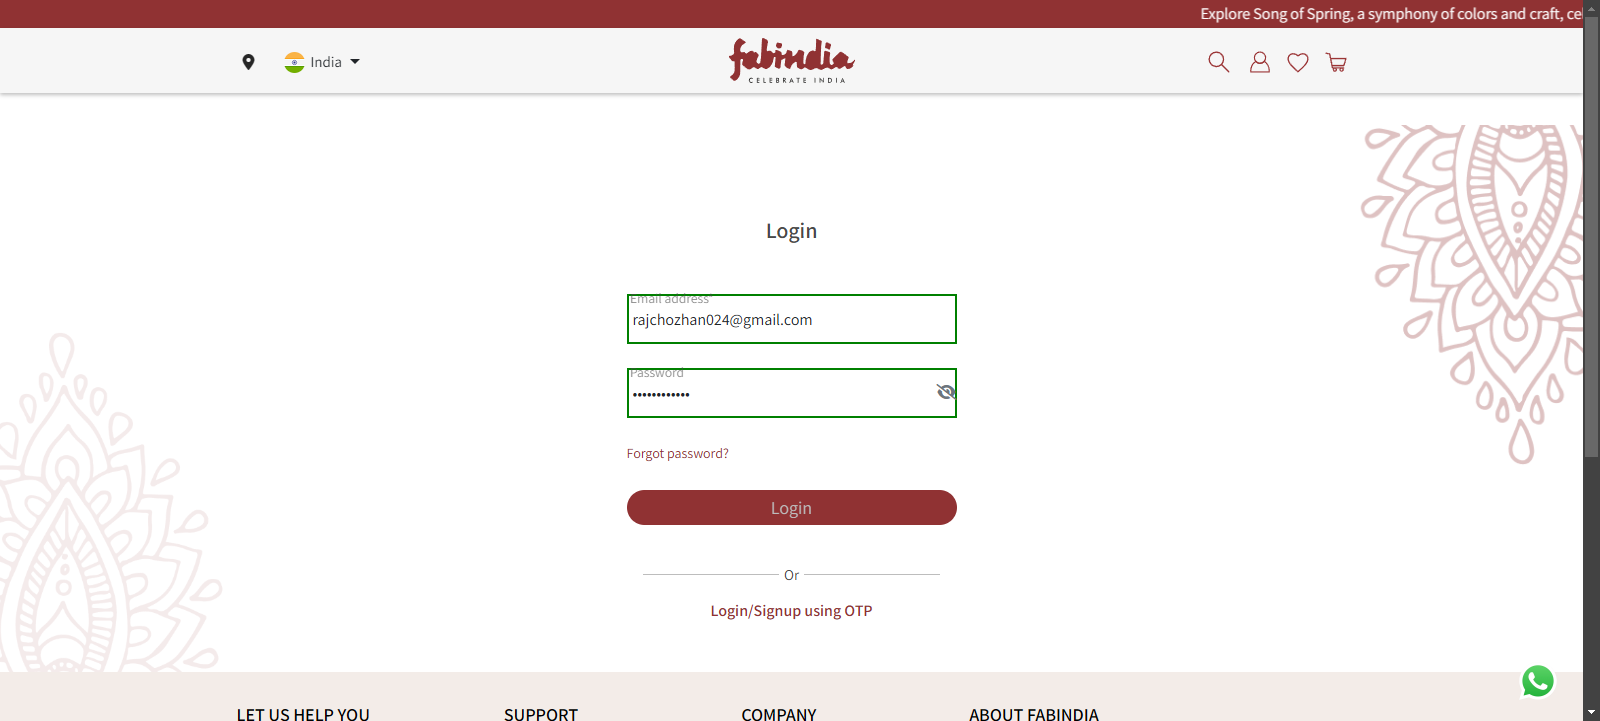 Explore Song of Spring, a symphony of colors and craft, cel
India
fabindia
CELEBRATE INDIA
Login
Email address*
rajchozhan024@gmail.com
Password
••••••••••••
Forgot password?
Login
Or
Login/Signup using OTP
LET US HELP YOU
SUPPORT
COMPANY
ABOUT FABINDIA